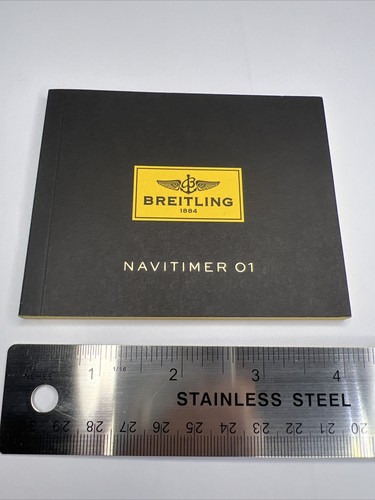 BREITLING
1884
NAVITIMER 01
1 1/16 2 3 4
STAINLESS STEEL
30 29 28 27 26 25 24 23 22 21 20